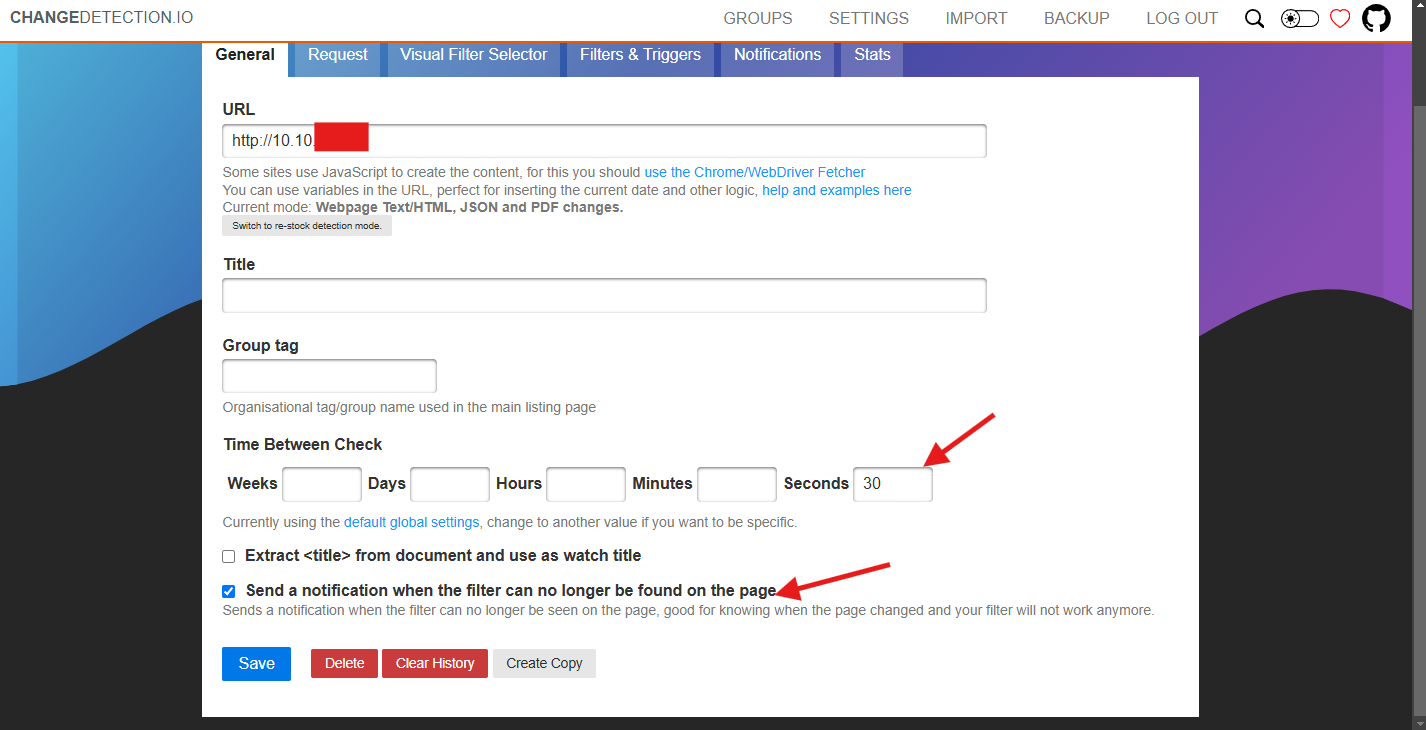 CHANGEDETECTION.IO
GROUPS SETTINGS IMPORT BACKUP LOG OUT
General Request Visual Filter Selector Filters & Triggers Notifications Stats
URL
http://10.10.
Some sites use JavaScript to create the content, for this you should use the Chrome/WebDriver Fetcher
You can use variables in the URL, perfect for inserting the current date and other logic, help and examples here
Current mode: Webpage Text/HTML, JSON and PDF changes.
Switch to re-stock detection mode.
Title
Group tag
Organisational tag/group name used in the main listing page
Time Between Check
Weeks Days Hours Minutes Seconds 30
Currently using the default global settings, change to another value if you want to be specific.
Extract <title> from document and use as watch title
Send a notification when the filter can no longer be found on the page
Sends a notification when the filter can no longer be seen on the page, good for knowing when the page changed and your filter will not work anymore.
Save Delete Clear History Create Copy